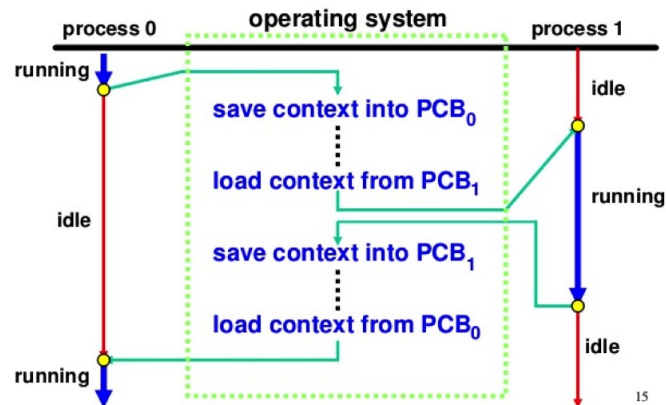 process 0
operating system
process 1
running
idle
save context into PCB0
load context from PCB1
running
idle
save context into PCB1
load context from PCB0
idle
running
15